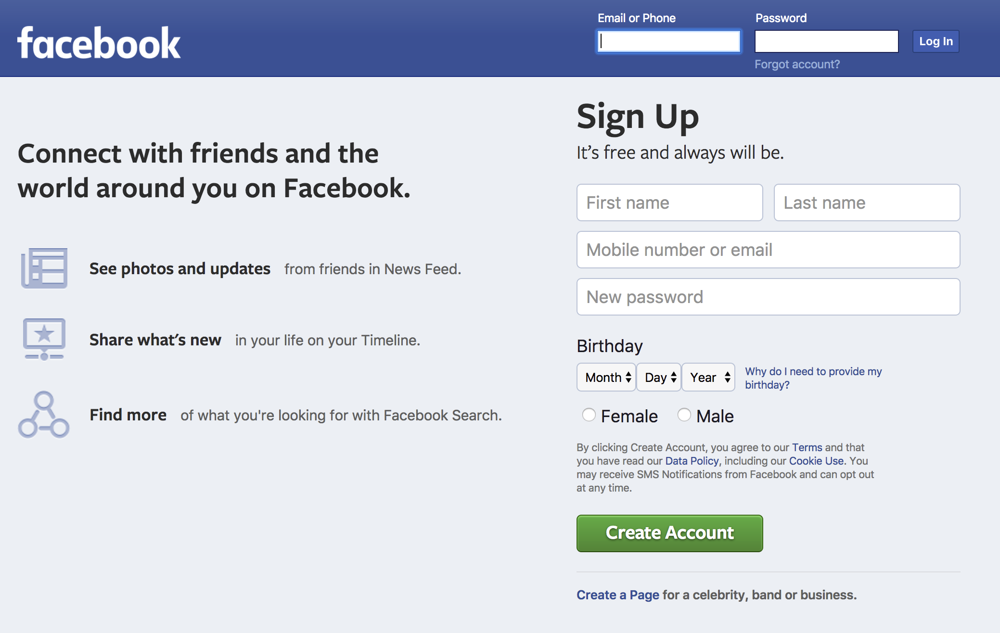 facebook
Email or Phone
Password
Log In
Forgot account?
Connect with friends and the
world around you on Facebook.
See photos and updates from friends in News Feed.
Share what's new in your life on your Timeline.
Find more of what you're looking for with Facebook Search.
Sign Up
It’s free and always will be.
First name
Last name
Mobile number or email
New password
Birthday
Month Day Year
Why do I need to provide my
birthday?
Female Male
By clicking Create Account, you agree to our Terms and that
you have read our Data Policy, including our Cookie Use. You
may receive SMS Notifications from Facebook and can opt out
at any time.
Create Account
Create a Page for a celebrity, band or business.